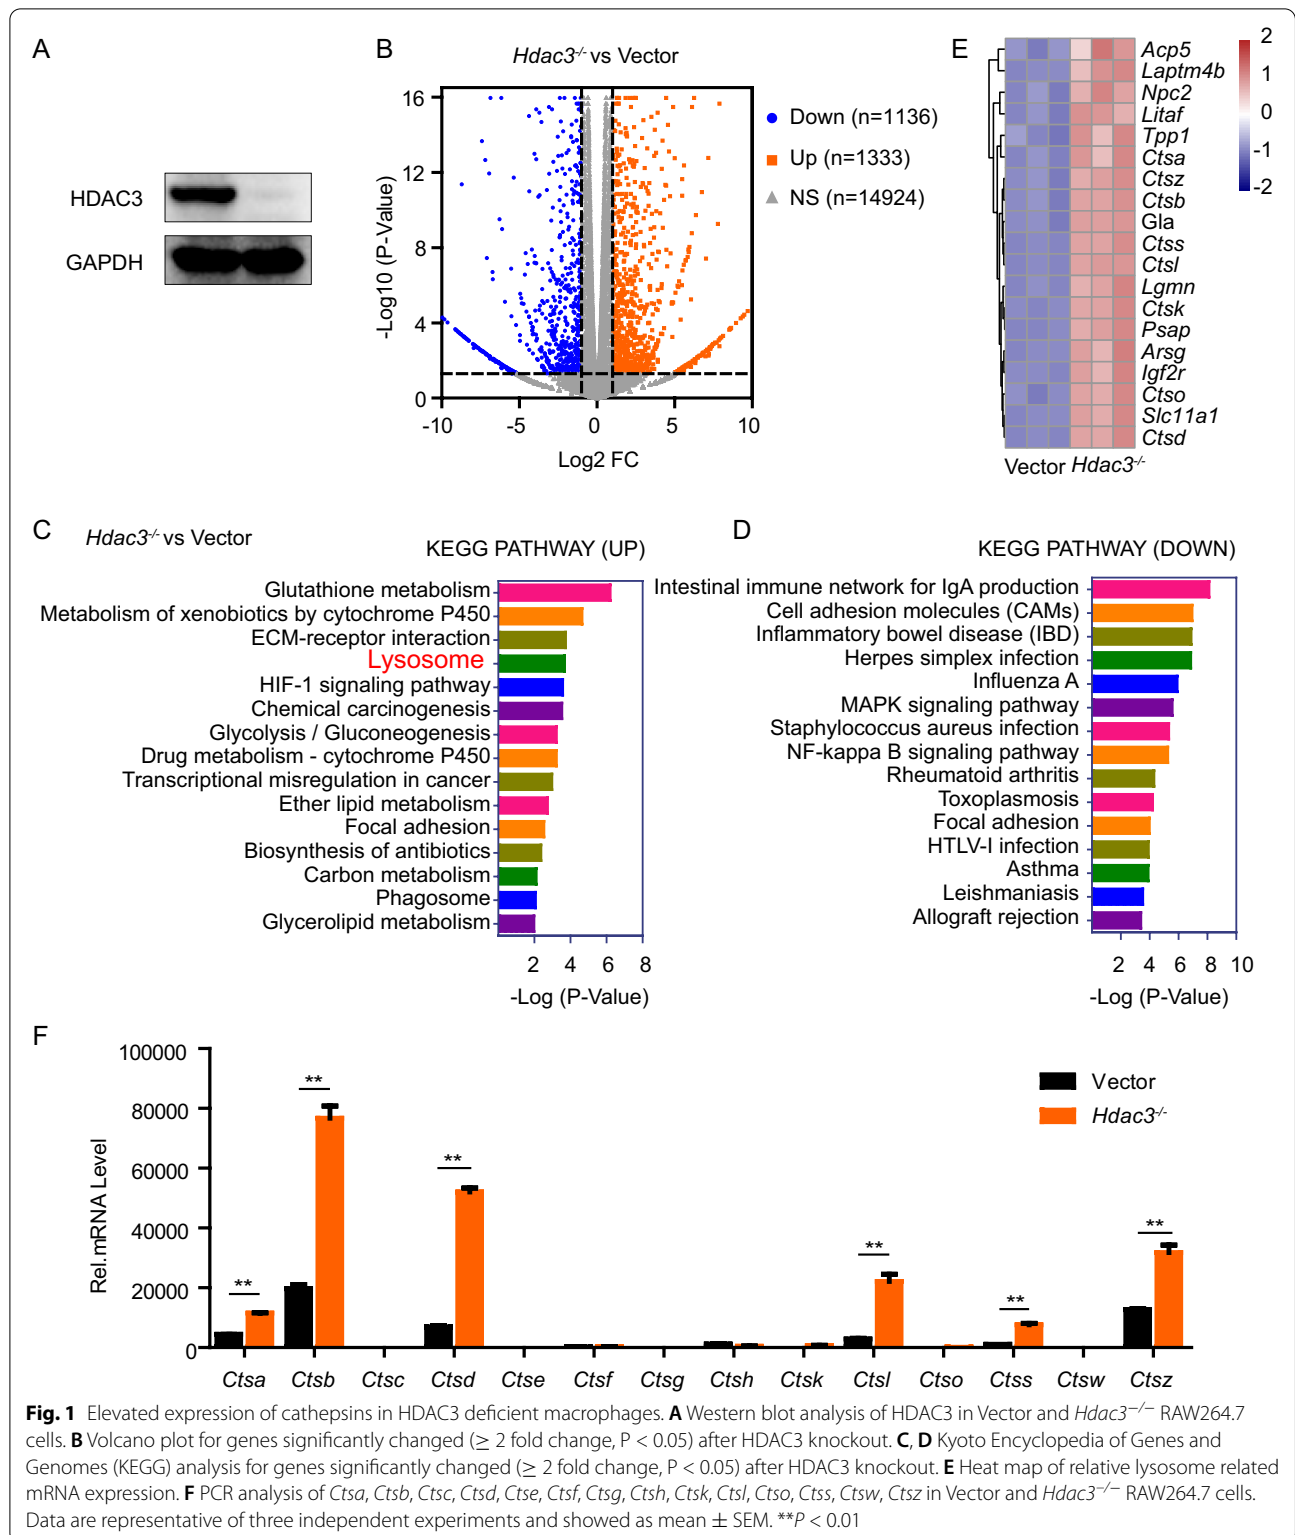 A
HDAC3
GAPDH
B
Hdac3-/- vs Vector
-Log10 (P-Value)
16
12
8
4
0
-10
-5
0
5
10
Log2 FC
Down (n=1136)
Up (n=1333)
NS (n=14924)
E
Acp5
Laptm4b
Npc2
Litaf
Tpp1
Ctsa
Ctsz
Ctsb
Gla
Ctss
Ctsl
Lgmn
Ctsk
Psap
Arsg
Igf2r
Ctso
Slc11a1
Ctsd
Vector Hdac3-/-
2
1
0
-1
-2
C
Hdac3-/- vs Vector
KEGG PATHWAY (UP)
Glutathione metabolism
Metabolism of xenobiotics by cytochrome P450
ECM-receptor interaction
Lysosome
HIF-1 signaling pathway
Chemical carcinogenesis
Glycolysis / Gluconeogenesis
Drug metabolism - cytochrome P450
Transcriptional misregulation in cancer
Ether lipid metabolism
Focal adhesion
Biosynthesis of antibiotics
Carbon metabolism
Phagosome
Glycerolipid metabolism
2 4 6 8
-Log (P-Value)
D
KEGG PATHWAY (DOWN)
Intestinal immune network for IgA production
Cell adhesion molecules (CAMs)
Inflammatory bowel disease (IBD)
Herpes simplex infection
Influenza A
MAPK signaling pathway
Staphylococcus aureus infection
NF-kappa B signaling pathway
Rheumatoid arthritis
Toxoplasmosis
Focal adhesion
HTLV-I infection
Asthma
Leishmaniasis
Allograft rejection
2 4 6 8 10
-Log (P-Value)
F
Rel.mRNA Level
100000
80000
60000
40000
20000
0
**
**
**
**
**
**
Vector
Hdac3-/-
Ctsa Ctsb Ctsc Ctsd Ctse Ctsf Ctsg Ctsh Ctsk Ctsl Ctso Ctss Ctsw Ctsz
Fig. 1 Elevated expression of cathepsins in HDAC3 deficient macrophages. A Western blot analysis of HDAC3 in Vector and Hdac3−/− RAW264.7
cells. B Volcano plot for genes significantly changed (≥ 2 fold change, P < 0.05) after HDAC3 knockout. C, D Kyoto Encyclopedia of Genes and
Genomes (KEGG) analysis for genes significantly changed (≥ 2 fold change, P < 0.05) after HDAC3 knockout. E Heat map of relative lysosome related
mRNA expression. F PCR analysis of Ctsa, Ctsb, Ctsc, Ctsd, Ctse, Ctsf, Ctsg, Ctsh, Ctsk, Ctsl, Ctso, Ctss, Ctsw, Ctsz in Vector and Hdac3−/− RAW264.7 cells.
Data are representative of three independent experiments and showed as mean ± SEM. **P < 0.01